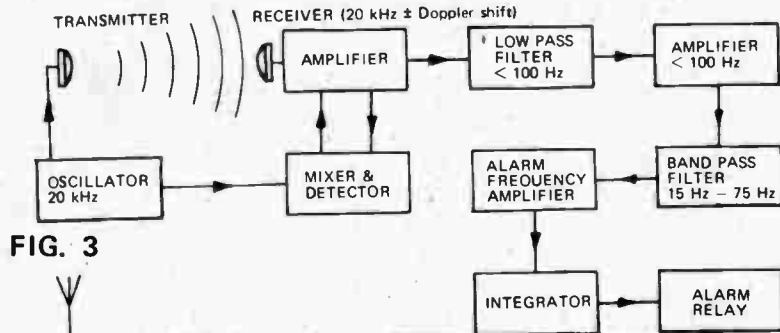 TRANSMITTER
RECEIVER (20 kHz ± Doppler shift)
AMPLIFIER
LOW PASS
FILTER
< 100 Hz
AMPLIFIER
< 100 Hz
OSCILLATOR
20 kHz
MIXER &
DETECTOR
ALARM
FREQUENCY
AMPLIFIER
BAND PASS
FILTER
15 Hz – 75 Hz
FIG. 3
INTEGRATOR
ALARM
RELAY